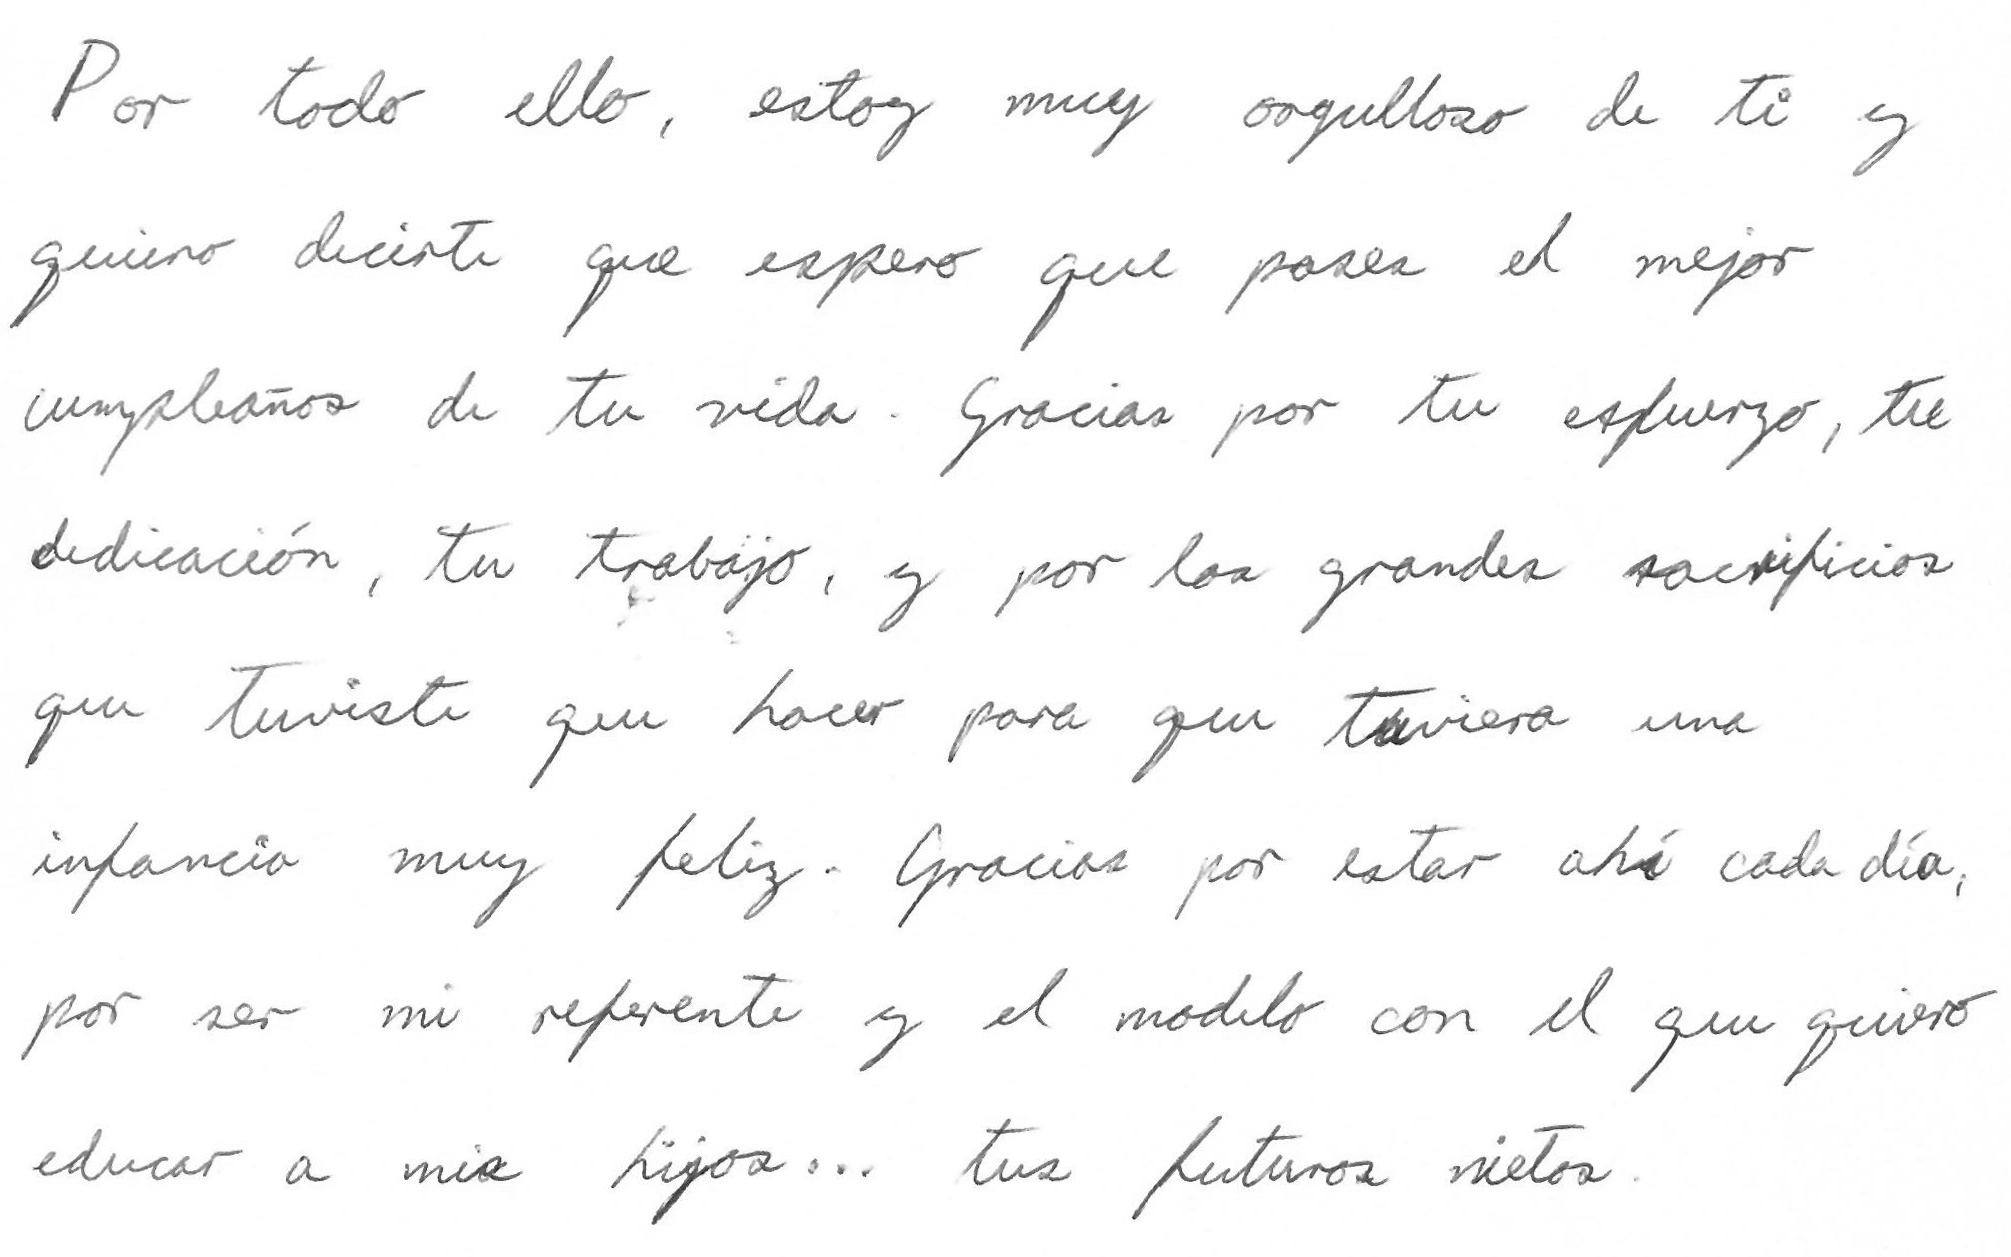 Por todo ello, estoy muy orgulloso de ti y
quiero decirte que espero que pases el mejor
cumpleaños de tu vida. Gracias por tu esfuerzo, tu
dedicación, tu trabajo, y por los grandes sacrificios
que tuviste que hacer para que tuviera una
infancia muy feliz. Gracias por estar ahí cada día,
por ser mi referente y el modelo con el que quiero
educar a mis hijos... tus futuros nietos.